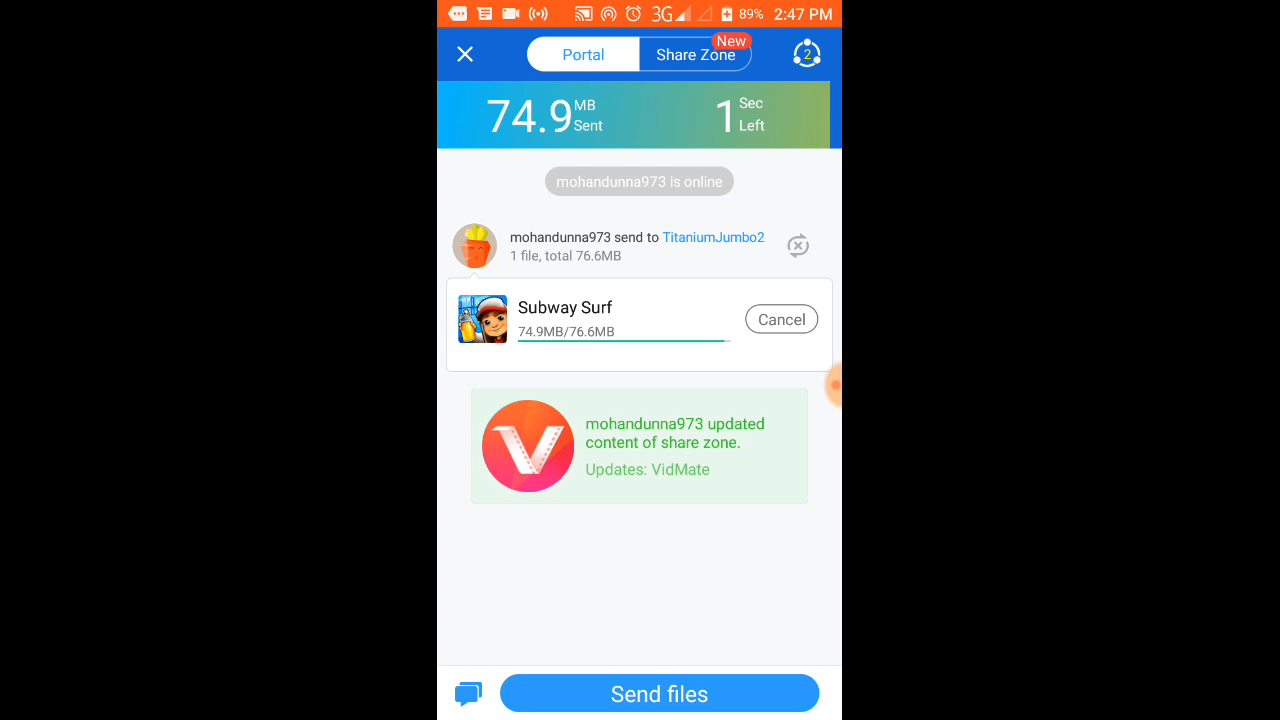 3G 89% 2:47 PM
Portal
Share Zone
New
2
74.9 MB Sent
1 Sec Left
mohandunna973 is online
mohandunna973 send to TitaniumJumbo2
1 file, total 76.6MB
Subway Surf
74.9MB/76.6MB
Cancel
mohandunna973 updated
content of share zone.
Updates: VidMate
Send files